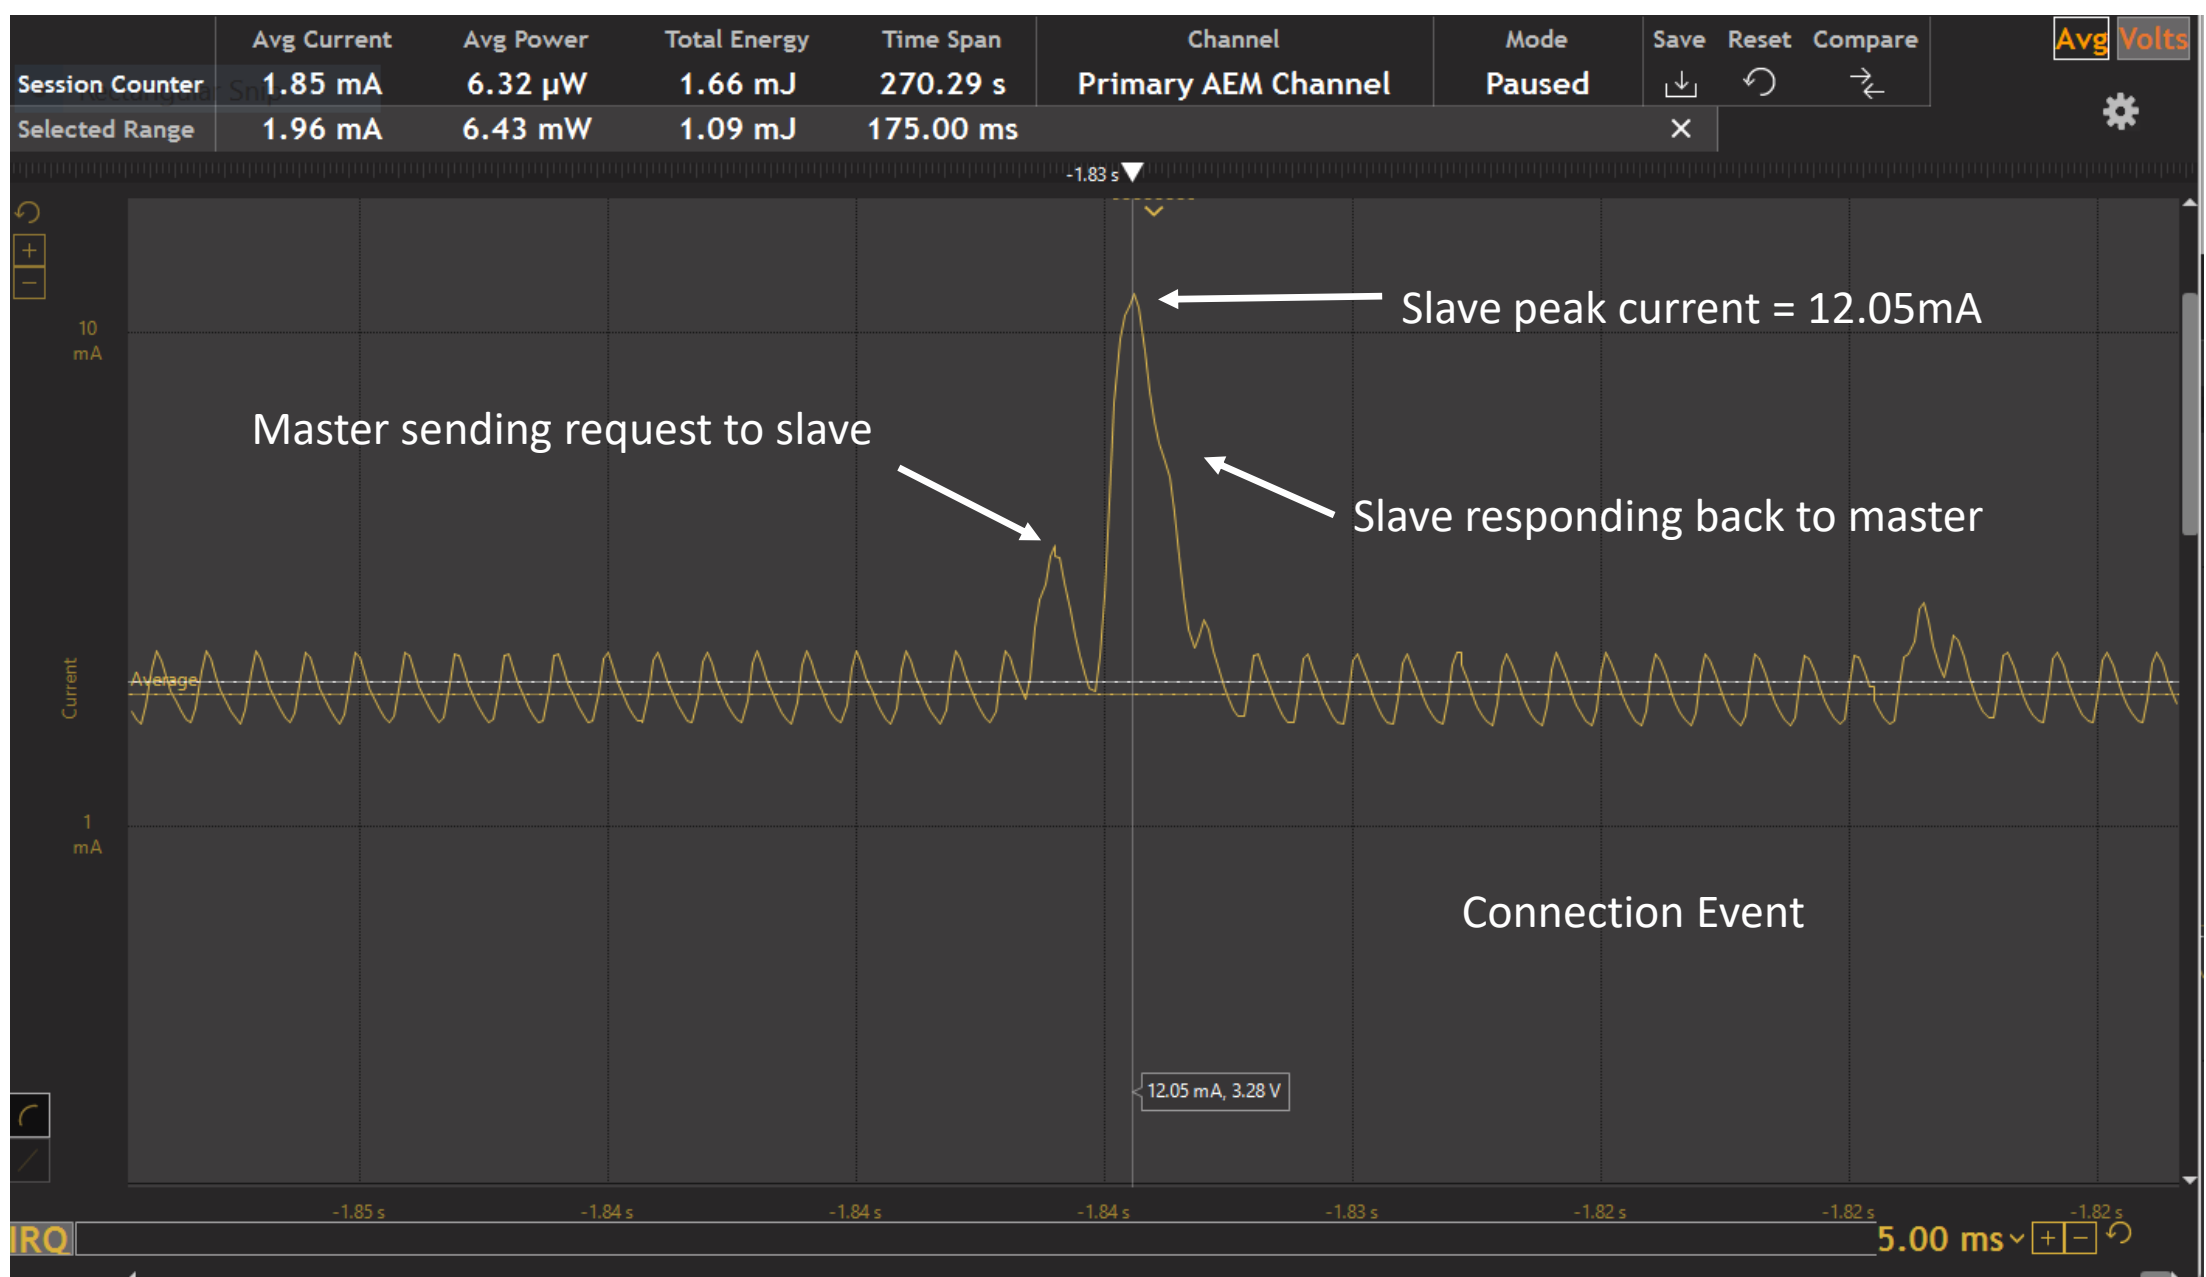 Avg Current Avg Power Total Energy Time Span Channel Mode Save Reset Compare Avg Volts
Session Counter 1.85 mA 6.32 µW 1.66 mJ 270.29 s Primary AEM Channel Paused
Rectangular Snip
Selected Range 1.96 mA 6.43 mW 1.09 mJ 175.00 ms
-1.83 s
Slave peak current = 12.05mA
10
mA
Master sending request to slave
Slave responding back to master
Average
Current
1
mA
Connection Event
12.05 mA, 3.28 V
-1.85 s -1.84 s -1.84 s -1.84 s -1.83 s -1.82 s -1.82 s -1.82 s
IRQ 5.00 ms